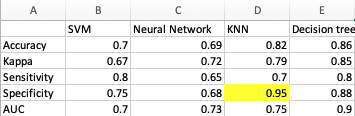 A B C D E
SVM Neural Network KNN Decision tree
Accuracy 0.7 0.69 0.82 0.86
Kappa 0.67 0.72 0.79 0.85
Sensitivity 0.8 0.65 0.7 0.8
Specificity 0.75 0.68 0.95 0.88
AUC 0.7 0.73 0.75 0.9